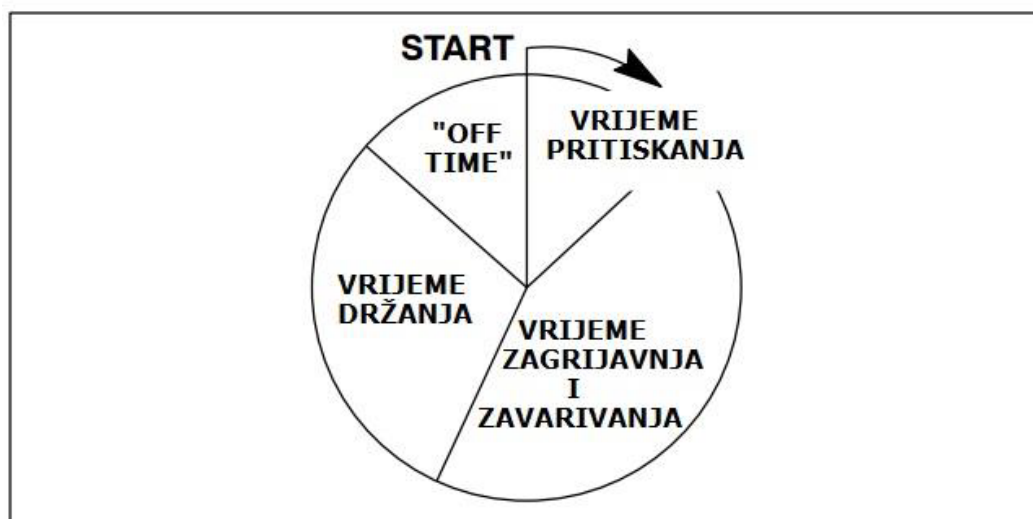 START
VRIJEME
PRITISKANJA
VRIJEME
ZAGRIJAVNJA
I
ZAVARIVANJA
VRIJEME
DRŽANJA
"OFF
TIME"